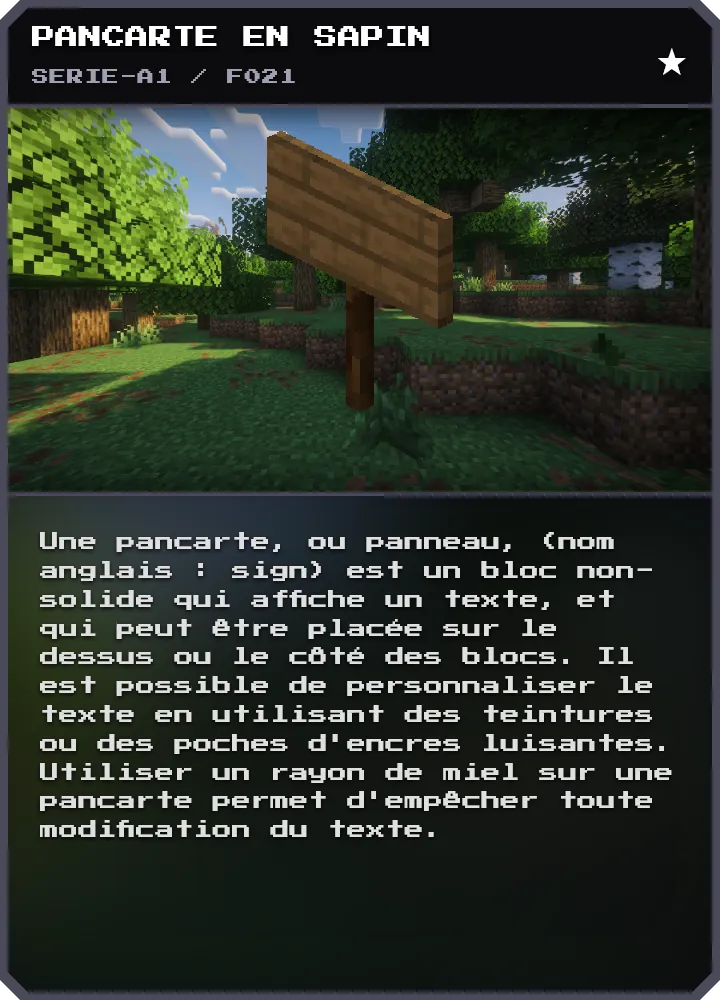 PANCARTE EN SAPIN
SERIE-A1 / F021
Une pancarte, ou panneau, (nom
anglais : sign) est un bloc non-
solide qui affiche un texte, et
qui peut être placée sur le
dessus ou le côté des blocs. Il
est possible de personnaliser le
texte en utilisant des teintures
ou des poches d'encres luisantes.
Utiliser un rayon de miel sur une
pancarte permet d'empêcher toute
modification du texte.